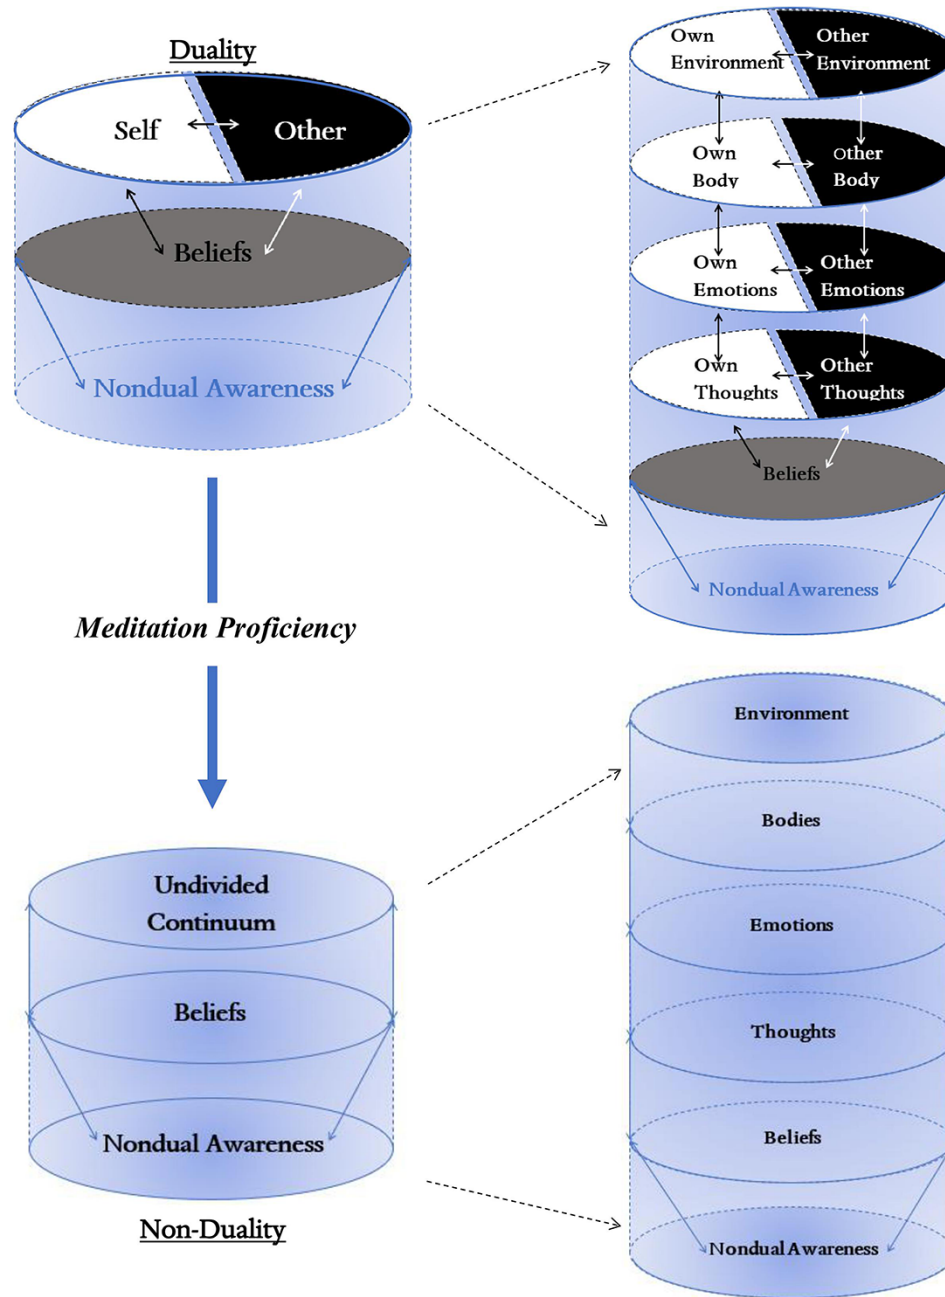 Duality
Self
Other
Beliefs
Nondual Awareness
Own
Environment
Other
Environment
Own
Body
Other
Body
Own
Emotions
Other
Emotions
Own
Thoughts
Other
Thoughts
Beliefs
Nondual Awareness
Meditation Proficiency
Undivided
Continuum
Beliefs
Nondual Awareness
Non-Duality
Environment
Bodies
Emotions
Thoughts
Beliefs
Nondual Awareness